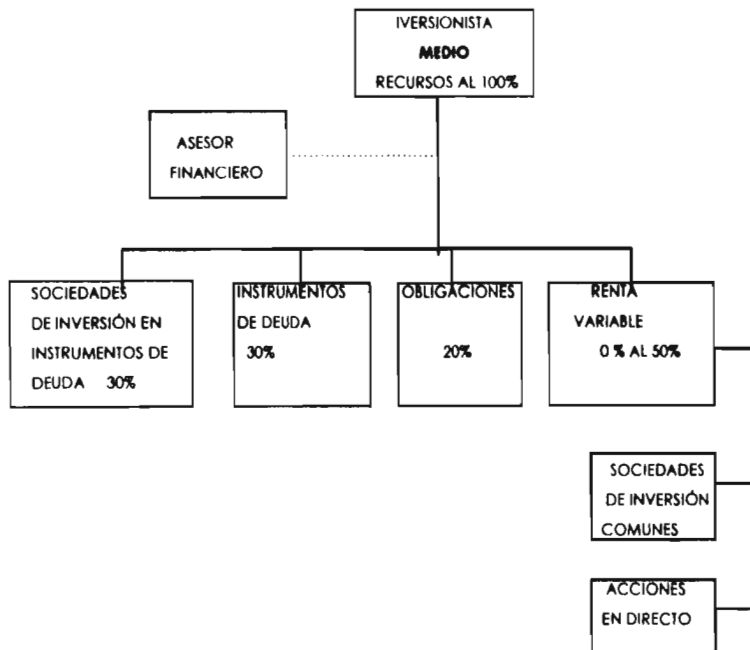 IVERSIONISTA
MEDIO
RECURSOS AL 100%
ASESOR
FINANCIERO
SOCIEDADES
DE INVERSIÓN EN
INSTRUMENTOS DE
DEUDA 30%
INSTRUMENTOS
DE DEUDA
30%
OBLIGACIONES
20%
RENTA
VARIABLE
0 % AL 50%
SOCIEDADES
DE INVERSIÓN
COMUNES
ACCIONES
EN DIRECTO